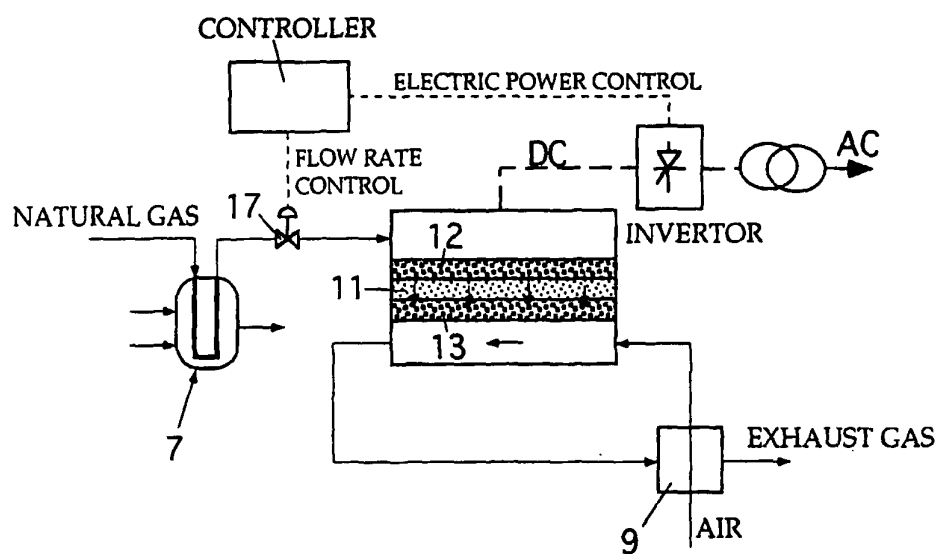 CONTROLLER
ELECTRIC POWER CONTROL
FLOW RATE
CONTROL
DC
AC
17
NATURAL GAS
INVERTOR
12
11
13
7
EXHAUST GAS
9
AIR